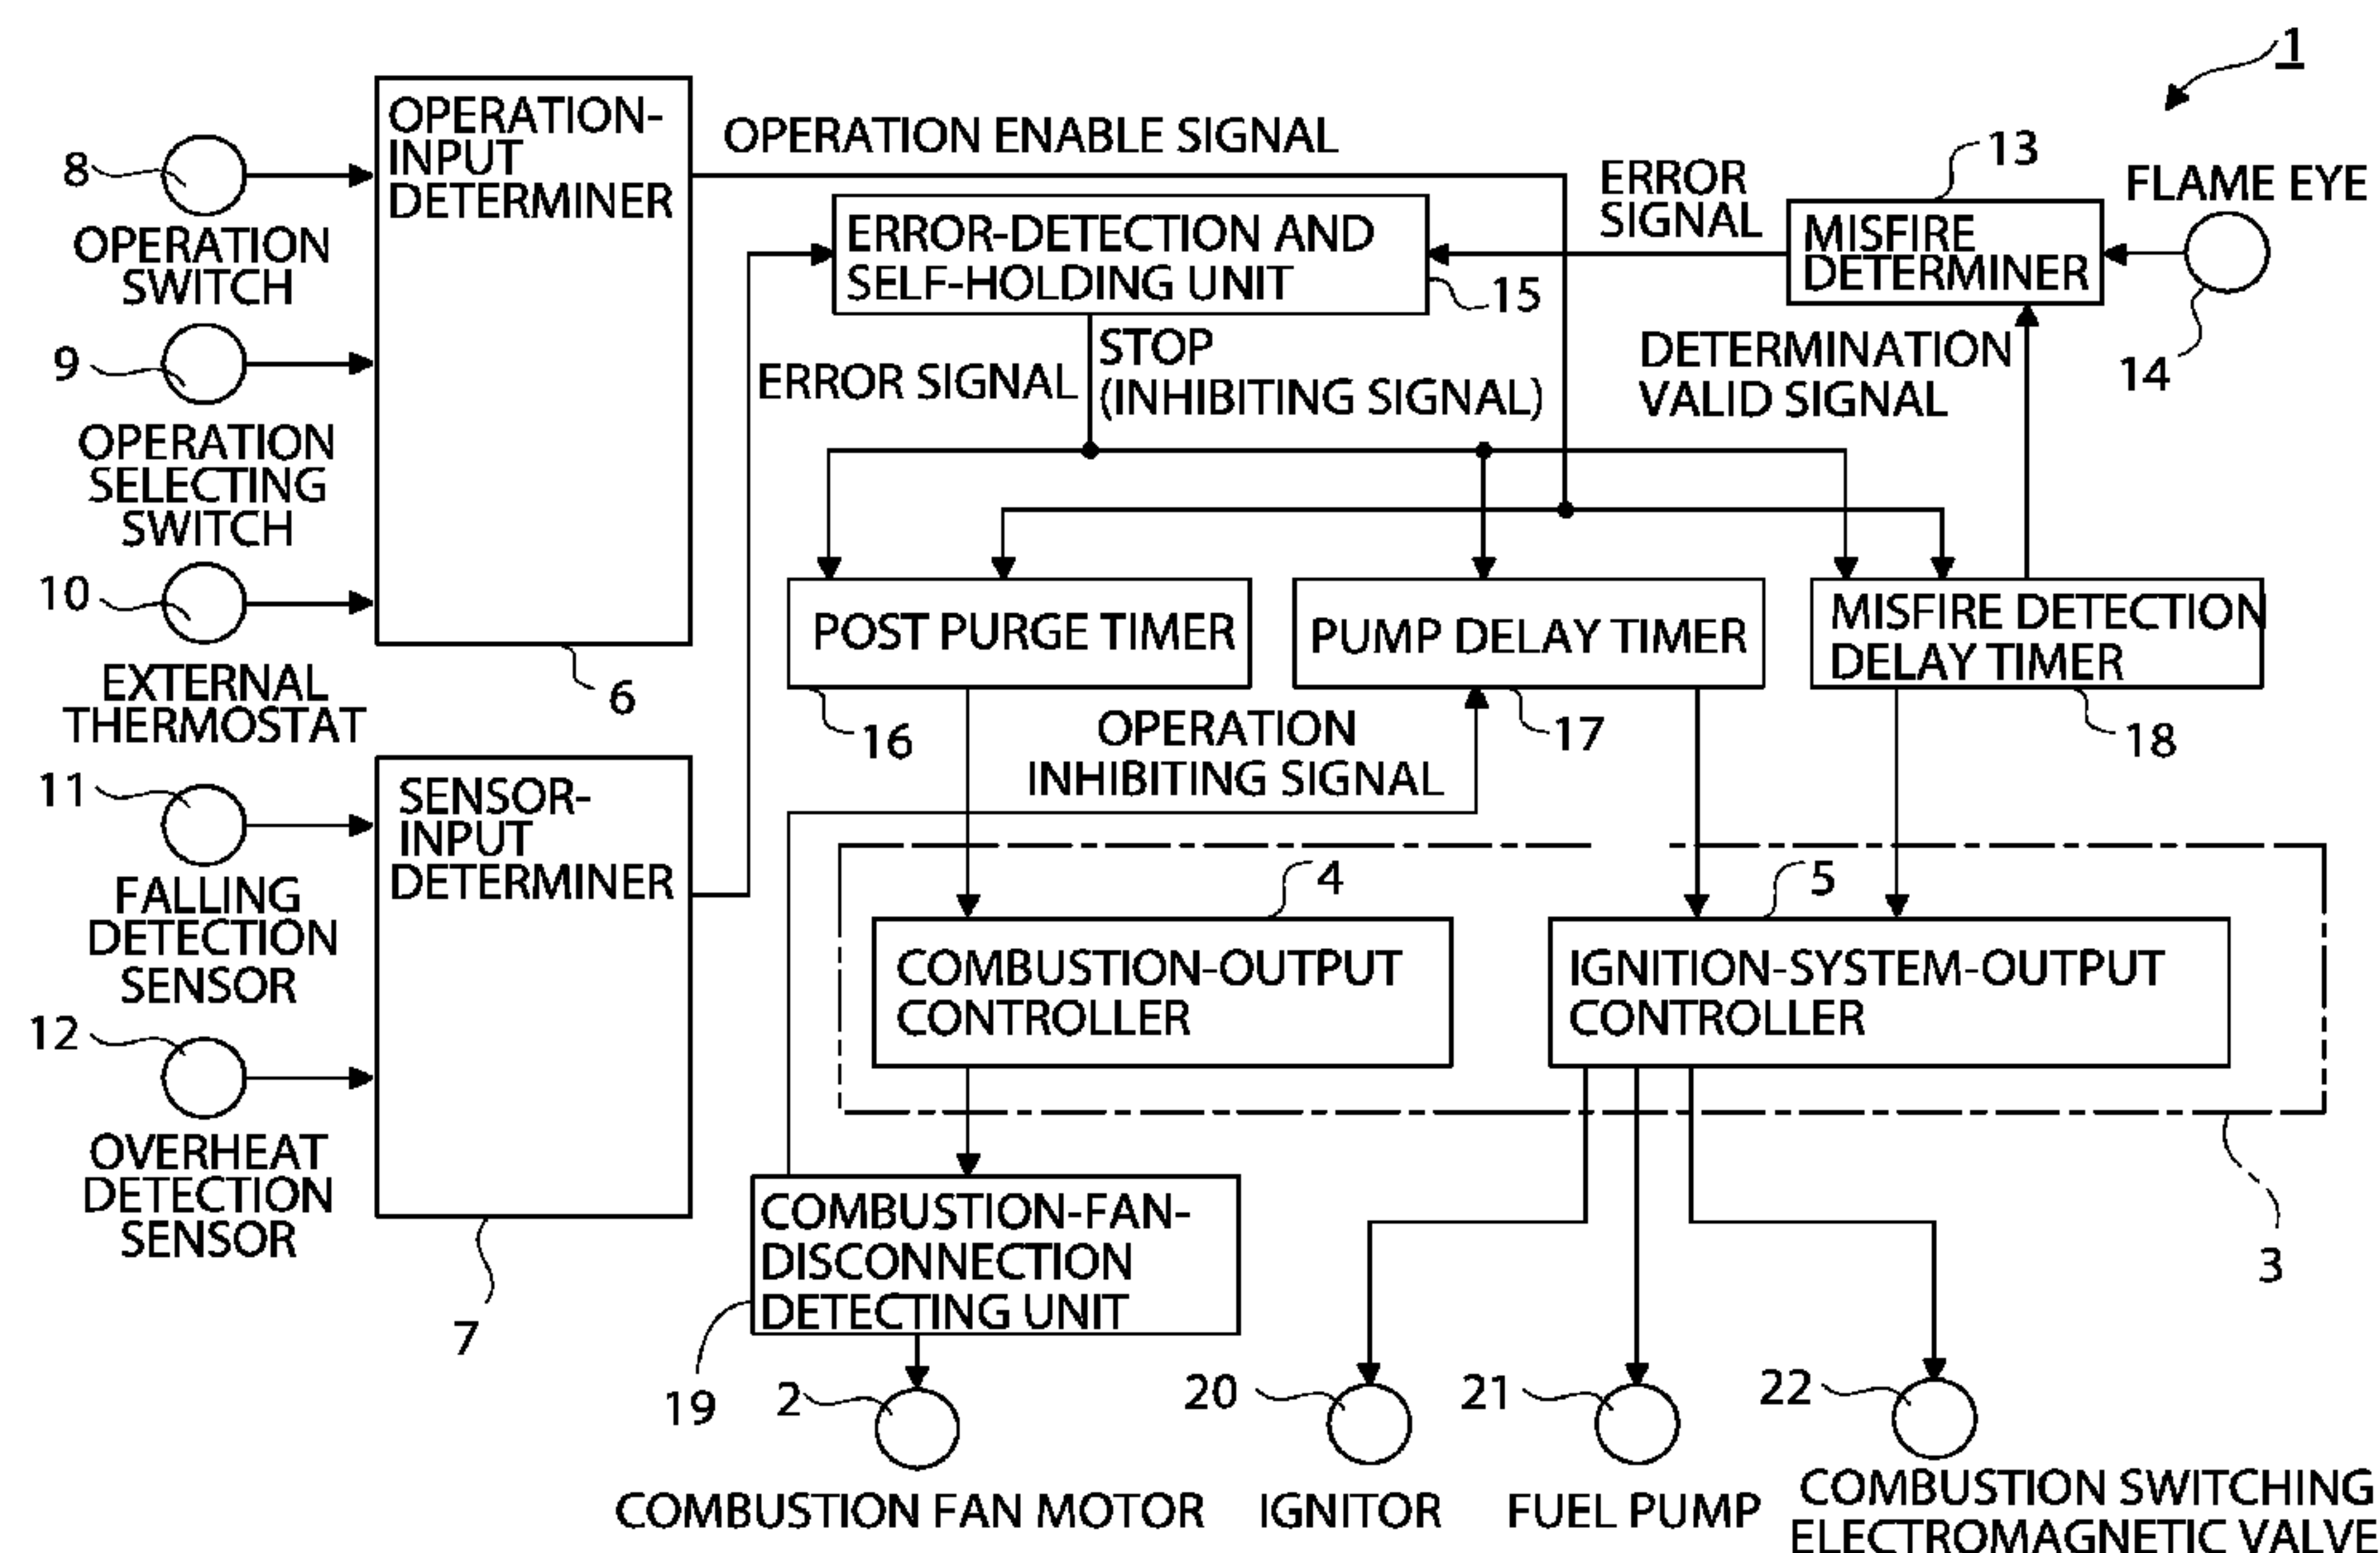 1
OPERATION-
INPUT
DETERMINER
8
OPERATION
SWITCH
9
OPERATION
SELECTING
SWITCH
10
EXTERNAL
THERMOSTAT
6
OPERATION ENABLE SIGNAL
ERROR-DETECTION AND
SELF-HOLDING UNIT
15
ERROR
SIGNAL
13
MISFIRE
DETERMINER
FLAME EYE
14
ERROR SIGNAL
STOP
(INHIBITING SIGNAL)
DETERMINATION
VALID SIGNAL
POST PURGE TIMER
16
PUMP DELAY TIMER
17
MISFIRE DETECTION
DELAY TIMER
18
OPERATION
INHIBITING SIGNAL
11
FALLING
DETECTION
SENSOR
12
OVERHEAT
DETECTION
SENSOR
SENSOR-
INPUT
DETERMINER
7
4
COMBUSTION-OUTPUT
CONTROLLER
5
IGNITION-SYSTEM-OUTPUT
CONTROLLER
3
COMBUSTION-FAN-
DISCONNECTION
DETECTING UNIT
19
2
COMBUSTION FAN MOTOR
20
IGNITOR
21
FUEL PUMP
22
COMBUSTION SWITCHING
ELECTROMAGNETIC VALVE